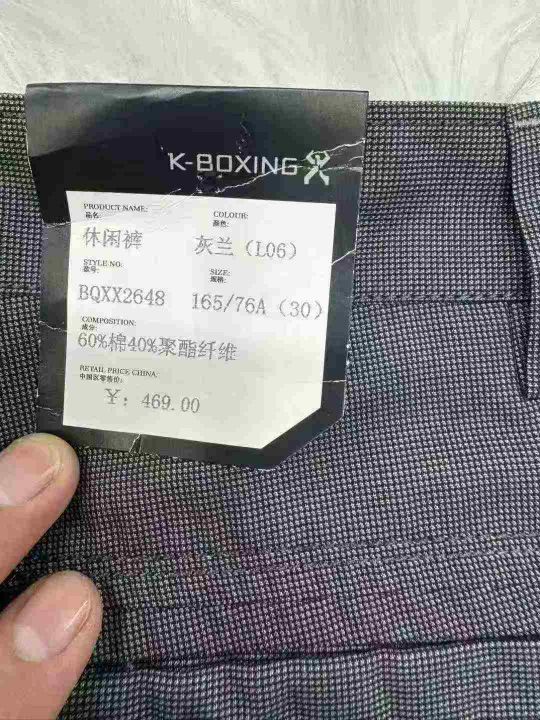 K-BOXING
PRODUCT NAME: COLOUR:
品名: 颜色:
休闲裤 灰兰（L06）
STYLE NO: SIZE:
款号: 规格:
BQXX2648 165/76A（30）
COMPOSITION:
成分:
60%棉40%聚酯纤维
RETAIL PRICE CHINA:
中国区零售价:
¥: 469.00